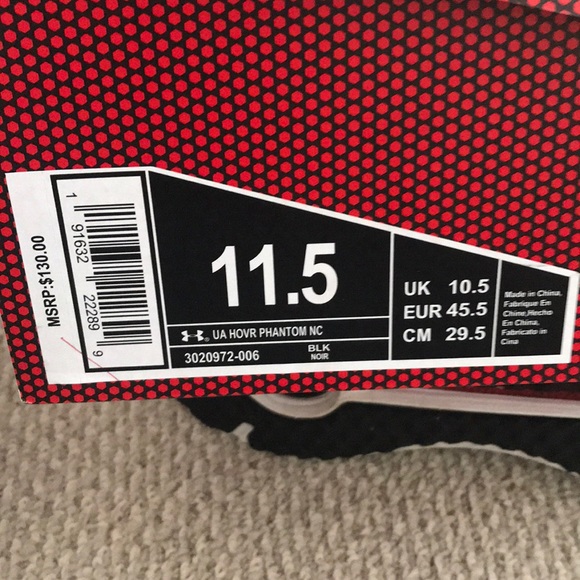 MSRP:$130.00
1 91632 22289 9
11.5
UA HOVR PHANTOM NC
3020972-006
BLK
NOIR
UK 10.5
EUR 45.5
CM 29.5
Made in China,
Fabrique En
Chine,Hecho
En China,
Fabricato in
Cina